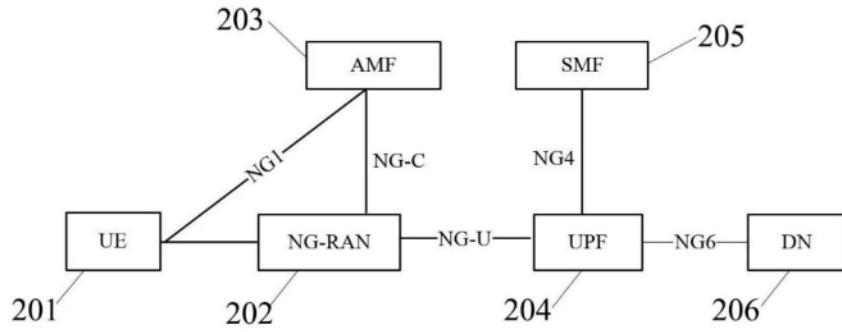 203
205
AMF
SMF
NG1
NG-C
NG4
UE
NG-RAN
NG-U
UPF
NG6
DN
201
202
204
206